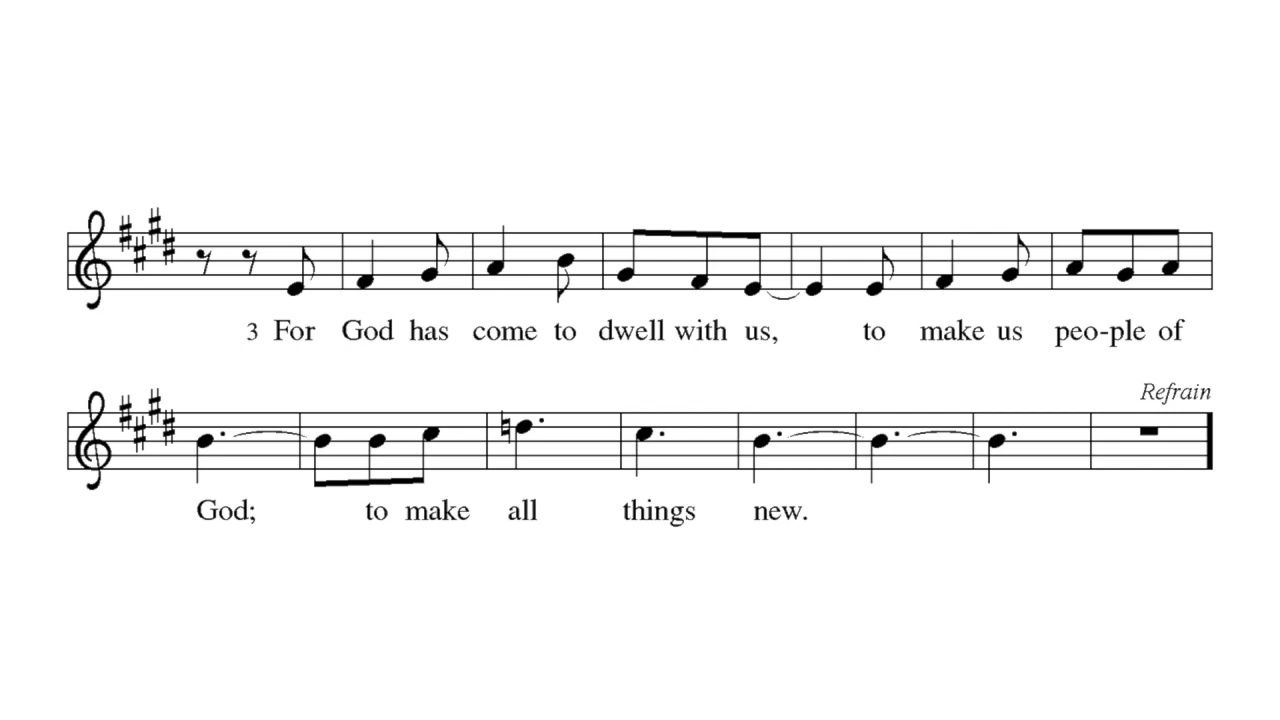 3 For God has come to dwell with us, to make us peo-ple of
Refrain
God; to make all things new.